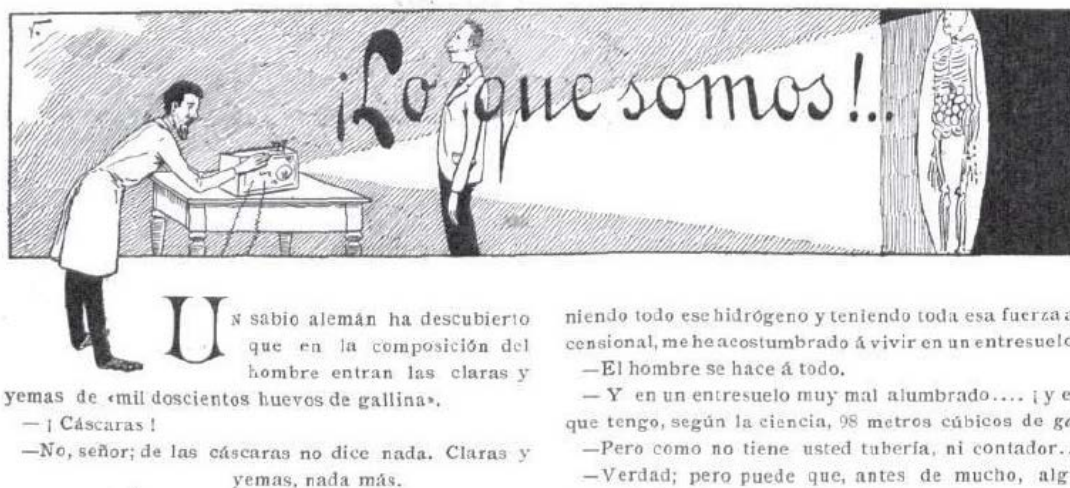 ¡Lo que somos!...
UN sabio alemán ha descubierto
que en la composición del
hombre entran las claras y
yemas de «mil doscientos huevos de gallina».
— ¡ Cáscaras !
—No, señor; de las cáscaras no dice nada. Claras y
yemas, nada más.
niendo todo ese hidrógeno y teniendo toda esa fuerza a
censional, me he acostumbrado á vivir en un entresuelo
—El hombre se hace á todo.
— Y en un entresuelo muy mal alumbrado.... ¡ y e
que tengo, según la ciencia, 98 metros cúbicos de ga
—Pero como no tiene usted tubería, ni contador..
—Verdad; pero puede que, antes de mucho, alg